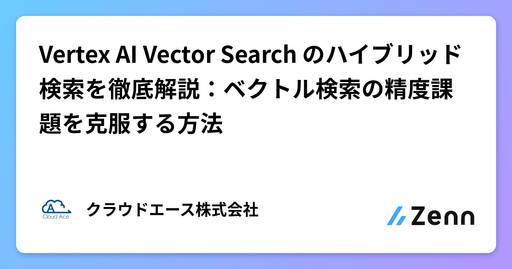 Vertex AI Vector Search のハイブリッド
検索を徹底解説：ベクトル検索の精度課
題を克服する方法
A
Cloud Ace
クラウドエース株式会社
Zenn